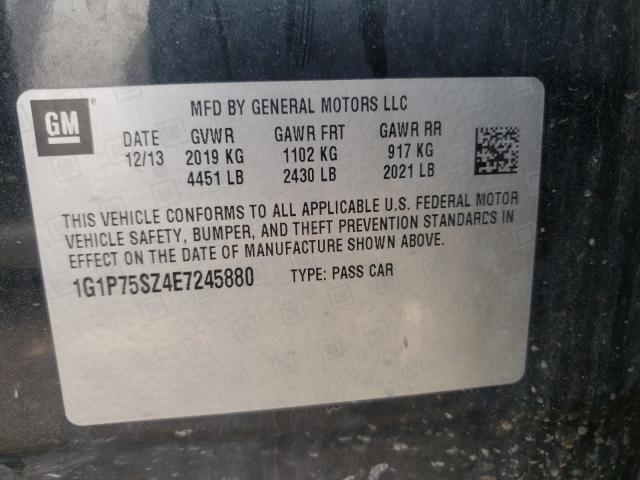 GM®
MFD BY GENERAL MOTORS LLC
DATE GVWR GAWR FRT GAWR RR
12/13 2019 KG 1102 KG 917 KG
4451 LB 2430 LB 2021 LB
THIS VEHICLE CONFORMS TO ALL APPLICABLE U.S. FEDERAL MOTOR
VEHICLE SAFETY, BUMPER, AND THEFT PREVENTION STANDARDS IN
EFFECT ON THE DATE OF MANUFACTURE SHOWN ABOVE.
1G1P75SZ4E7245880 TYPE: PASS CAR